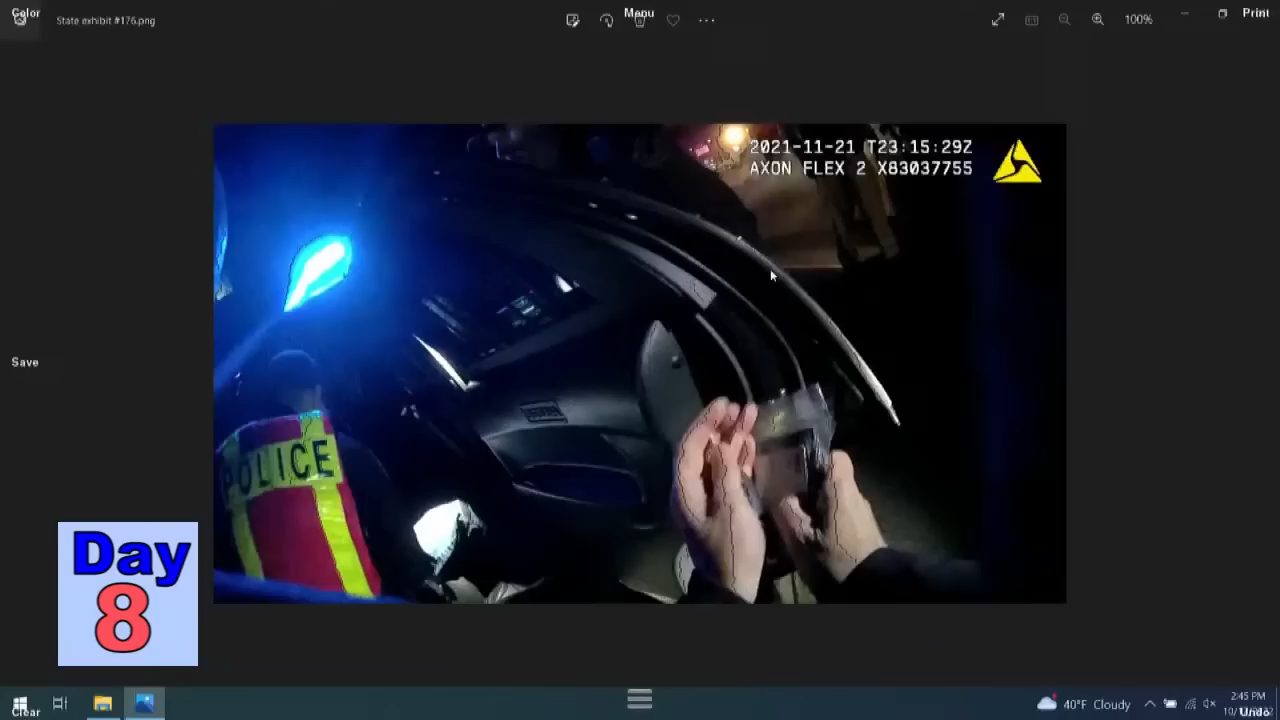 Color
State exhibit #176.png
Menu
100%
Print
2021-11-21 T23:15:29Z
AXON FLEX 2 X83037755
Save
POLICE
Day
8
40°F Cloudy
2:45 PM
Clear
Undo